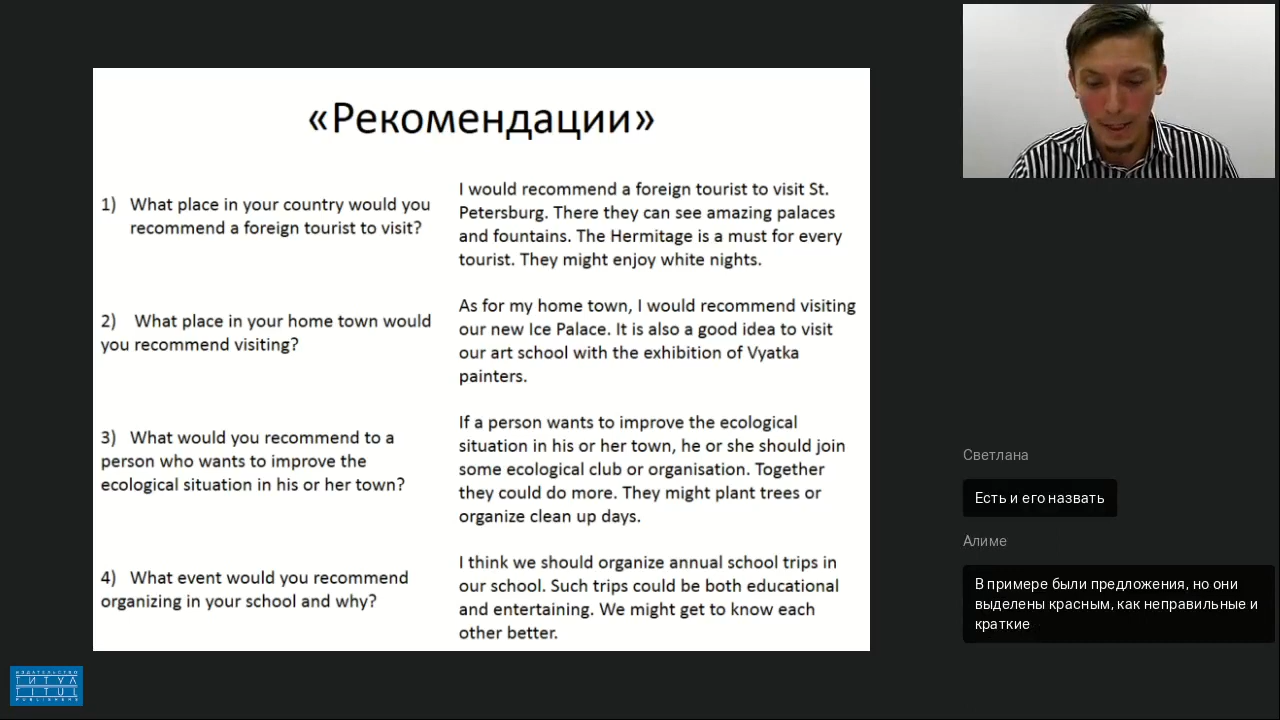 «Рекомендации»
1) What place in your country would you
recommend a foreign tourist to visit?
I would recommend a foreign tourist to visit St.
Petersburg. There they can see amazing palaces
and fountains. The Hermitage is a must for every
tourist. They might enjoy white nights.
2) What place in your home town would
you recommend visiting?
As for my home town, I would recommend visiting
our new Ice Palace. It is also a good idea to visit
our art school with the exhibition of Vyatka
painters.
3) What would you recommend to a
person who wants to improve the
ecological situation in his or her town?
If a person wants to improve the ecological
situation in his or her town, he or she should join
some ecological club or organisation. Together
they could do more. They might plant trees or
organize clean up days.
4) What event would you recommend
organizing in your school and why?
I think we should organize annual school trips in
our school. Such trips could be both educational
and entertaining. We might get to know each
other better.
Светлана
Есть и его назвать
Алиме
В примере были предложения, но они
выделены красным, как неправильные и
краткие
ИЗДАТЕЛЬСТВО
ТИТУЛ
TITUL
PUBLISHERS